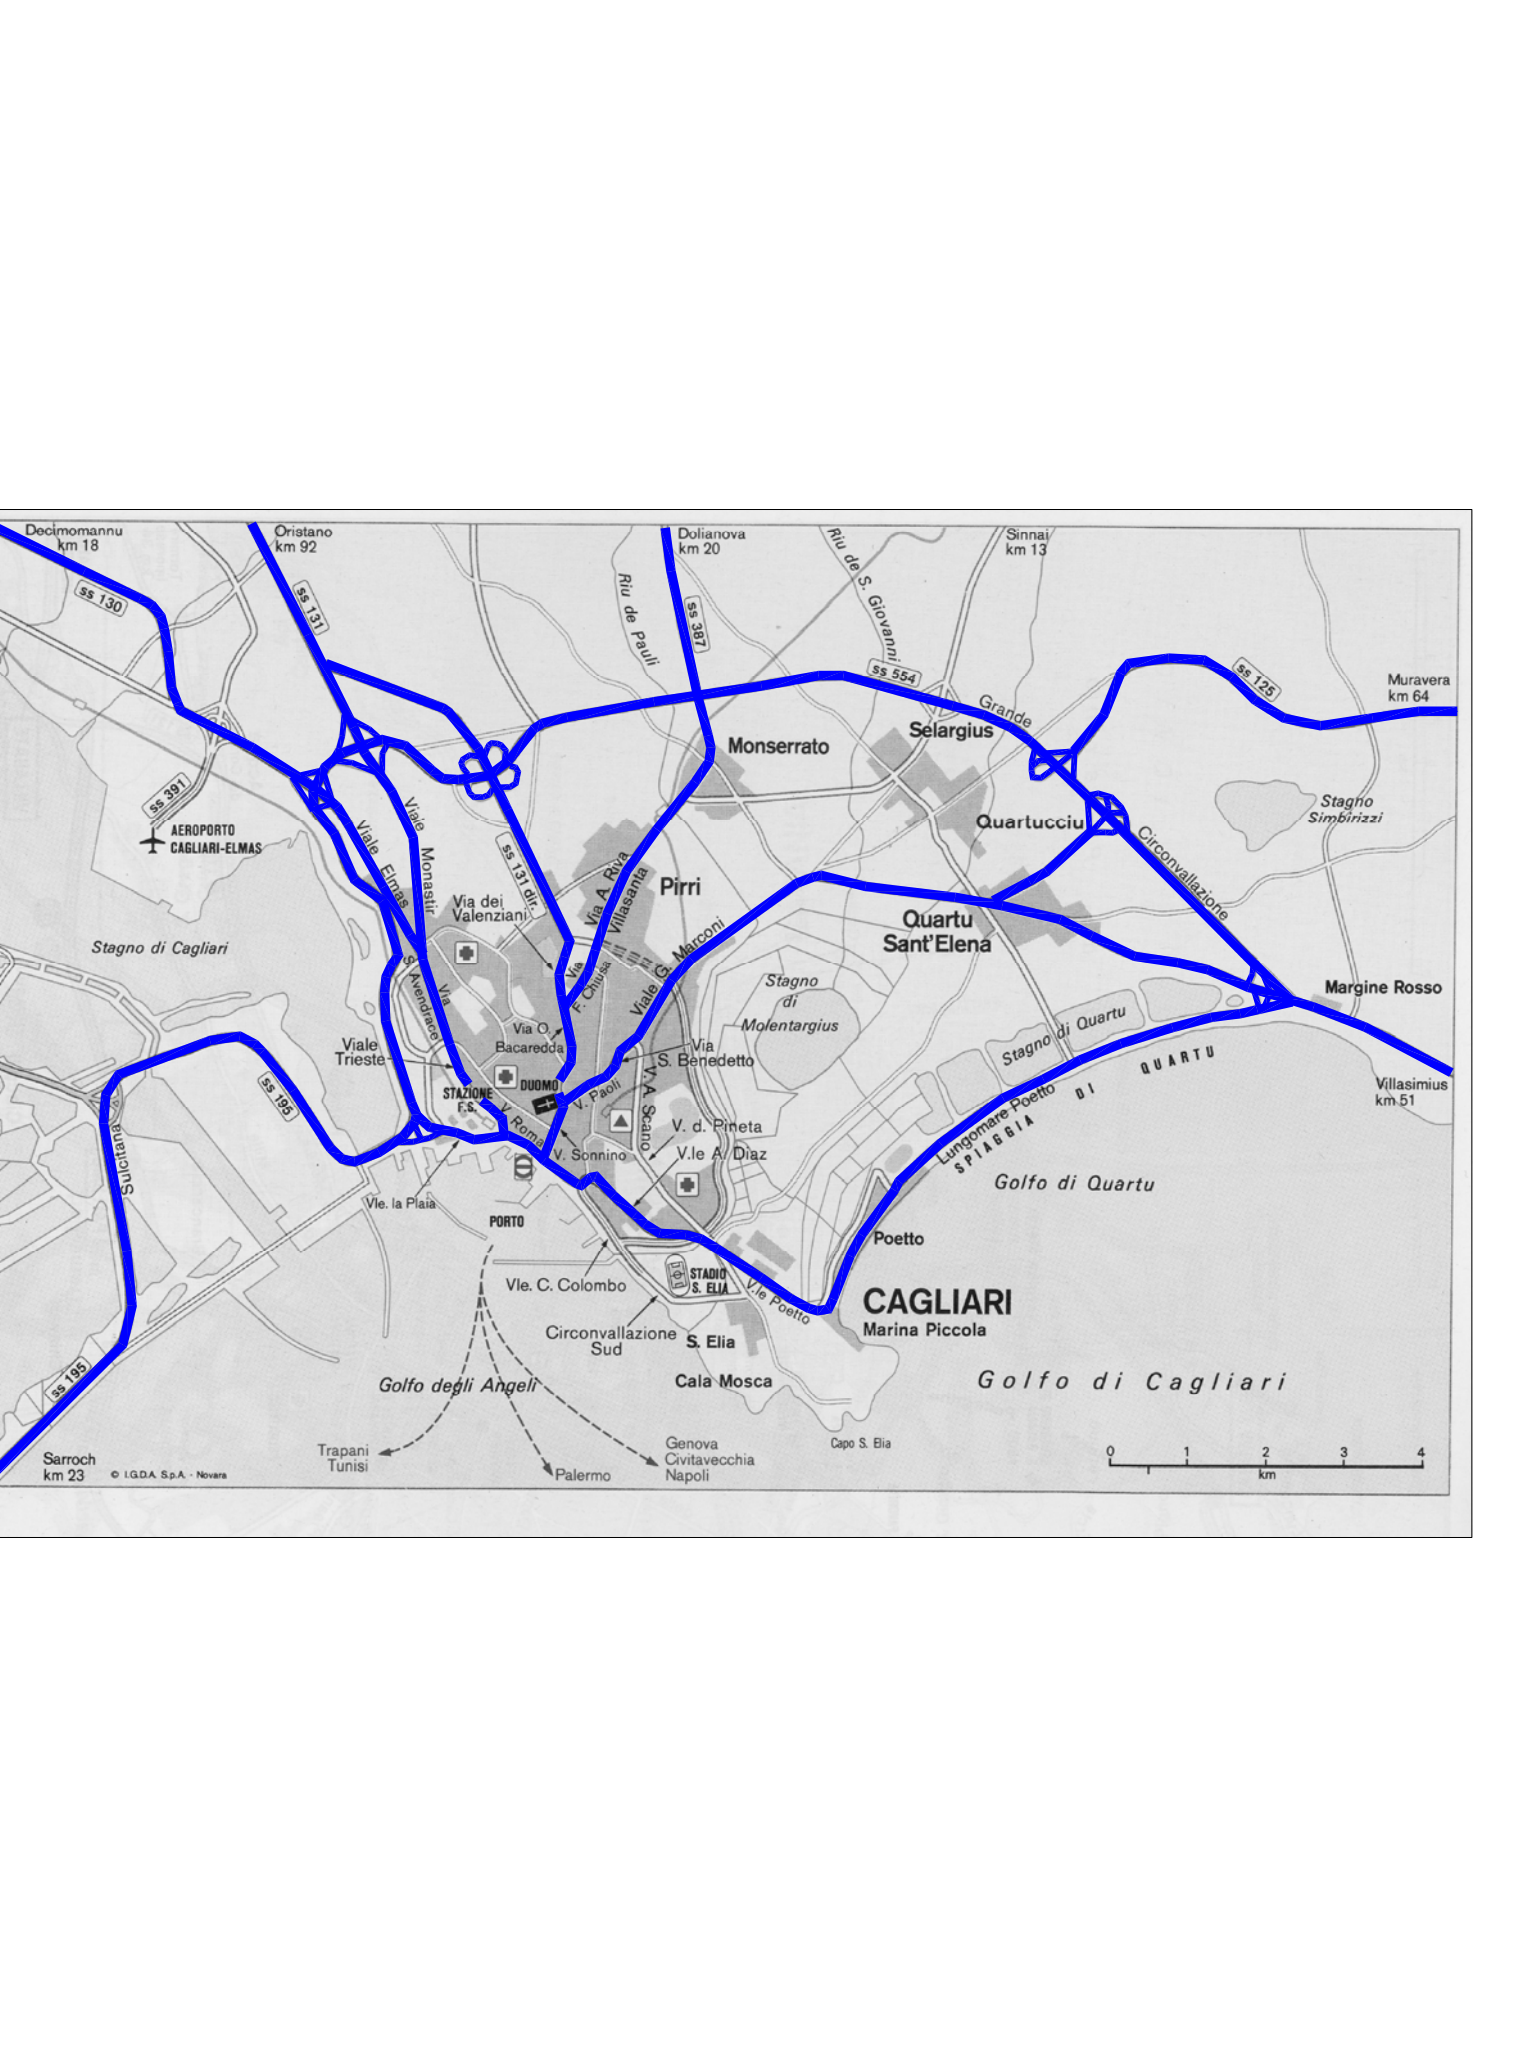 Decimomannu
km 18
Oristano
km 92
Dolianova
km 20
Sinnai
km 13
ss 130
ss 131
Riu de Pauli
ss 387
Riu de S. Giovanni
ss 554
Grande
ss 125
Muravera
km 64
Selargius
Monserrato
ss 391
AEROPORTO
CAGLIARI-ELMAS
Viale Elmas
Viale Monastir
ss 131 dir.
Quartucciu
Circonvallazione
Stagno
Simbirizzi
Via A. Riva
Villasanta
Pirri
Via dei
Valenziani
Quartu
Sant'Elena
Stagno di Cagliari
Viale G. Marconi
Via
F. Chiusa
S. Avendrace
Via
Stagno
di
Molentargius
Margine Rosso
Via O.
Bacaredda
Viale
Trieste
Via
S. Benedetto
Stagno di Quartu
STAZIONE
F.S.
DUOMO
V. Paoli
V. A. Scano
SPIAGGIA DI QUARTU
Villasimius
km 51
ss 195
Sulcitana
V. Roma
V. d. Pineta
V. Sonnino
V.le A. Diaz
Lungomare Poetto
Golfo di Quartu
Vle. la Plaia
PORTO
Poetto
Vle. C. Colombo
STADIO
S. ELIA
V.le Poetto
CAGLIARI
Marina Piccola
Circonvallazione
Sud
S. Elia
ss 195
Golfo degli Angeli
Cala Mosca
Golfo di Cagliari
Trapani
Tunisi
Palermo
Genova
Civitavecchia
Napoli
Capo S. Elia
Sarroch
km 23
© I.G.D.A. S.p.A. - Novara
0 1 2 3 4
km